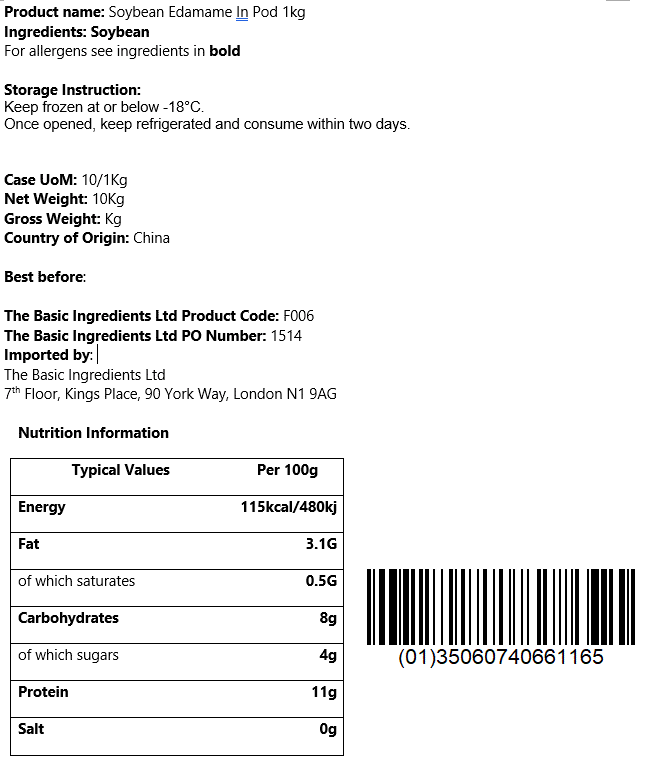 Product name: Soybean Edamame In Pod 1kg
Ingredients: Soybean
For allergens see ingredients in bold
Storage Instruction:
Keep frozen at or below -18°C.
Once opened, keep refrigerated and consume within two days.
Case UoM: 10/1Kg
Net Weight: 10Kg
Gross Weight: Kg
Country of Origin: China
Best before:
The Basic Ingredients Ltd Product Code: F006
The Basic Ingredients Ltd PO Number: 1514
Imported by:
The Basic Ingredients Ltd
7th Floor, Kings Place, 90 York Way, London N1 9AG
Nutrition Information
Typical Values Per 100g
Energy 115kcal/480kj
Fat 3.1G
of which saturates 0.5G
Carbohydrates 8g
of which sugars 4g
Protein 11g
Salt 0g
(01)35060740661165